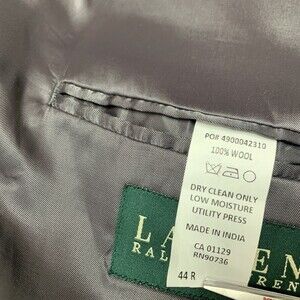 PO# 4900042310
100% WOOL
DRY CLEAN ONLY
LOW MOISTURE
UTILITY PRESS
MADE IN INDIA
CA 01129
RN90736
44 R